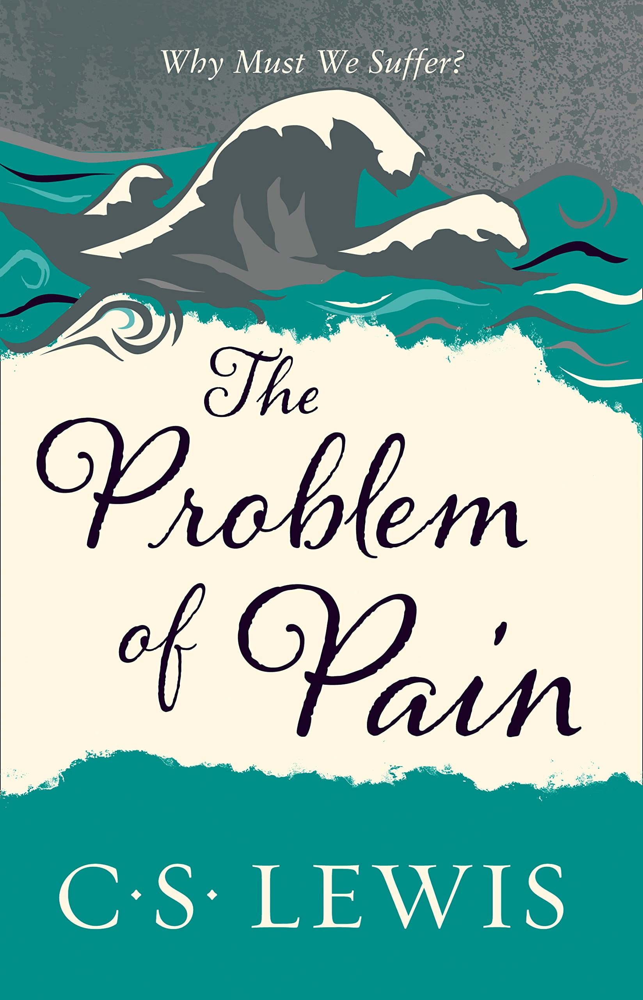 Why Must We Suffer?
The
Problem
of Pain
C·S·LEWIS